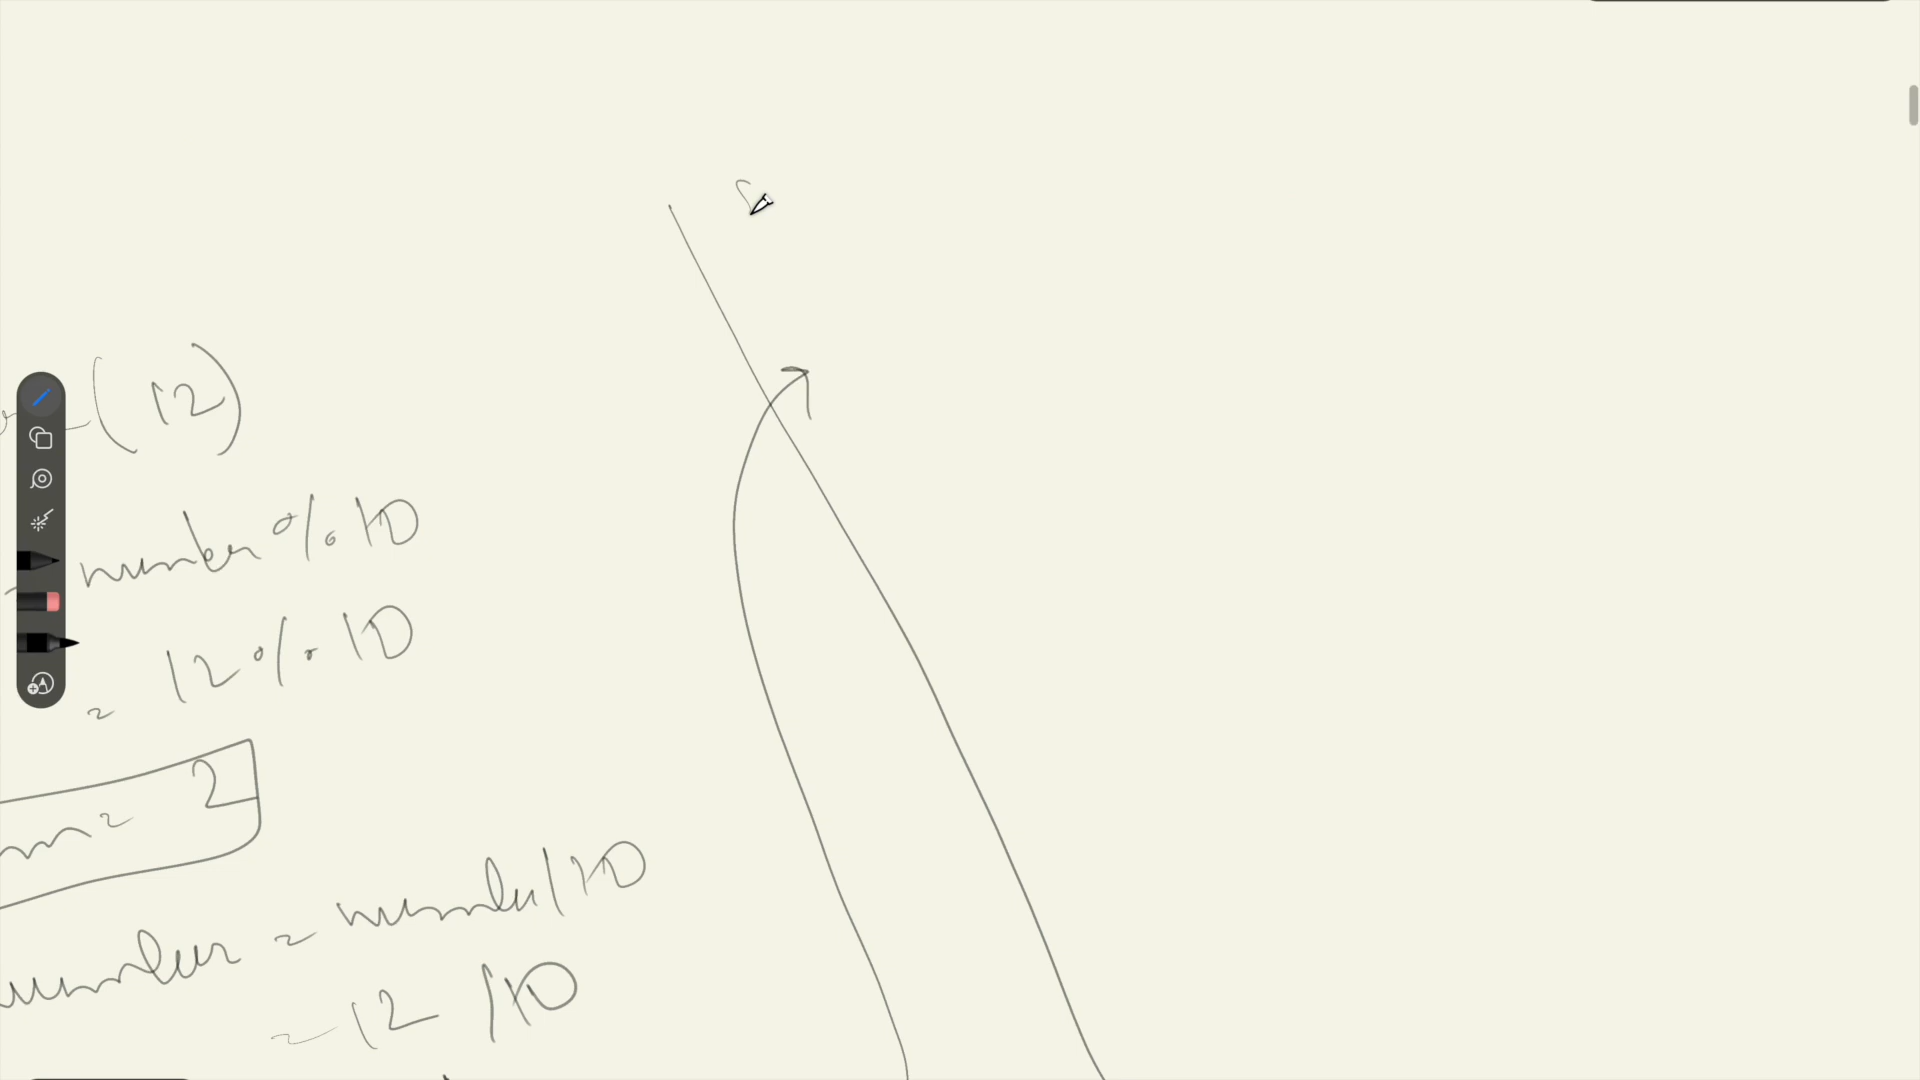 (12)
number % 10
= 12 % 10
= 2
number = number / 10
= 12 / 10